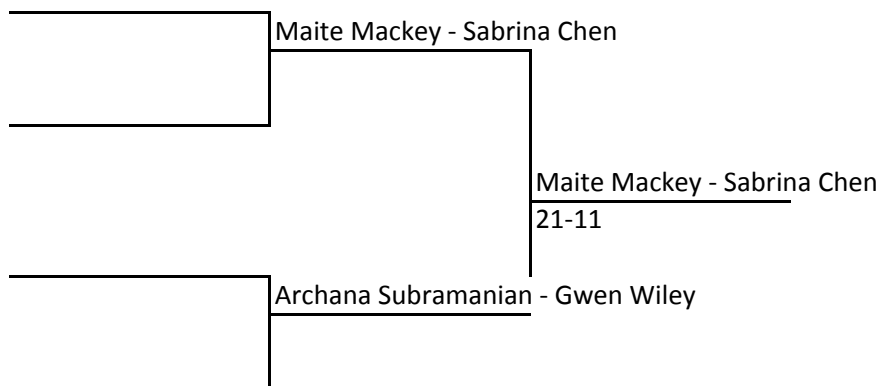 Maite Mackey - Sabrina Chen
Maite Mackey - Sabrina Chen
21-11
Archana Subramanian - Gwen Wiley